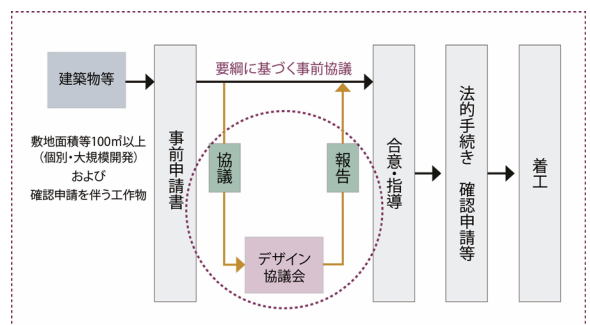 建築物等
敷地面積等100㎡以上
（個別・大規模開発）
および
確認申請を伴う工作物
事前申請書
要綱に基づく事前協議
協議
報告
デザイン
協議会
合意・指導
法的手続き　確認申請等
着工